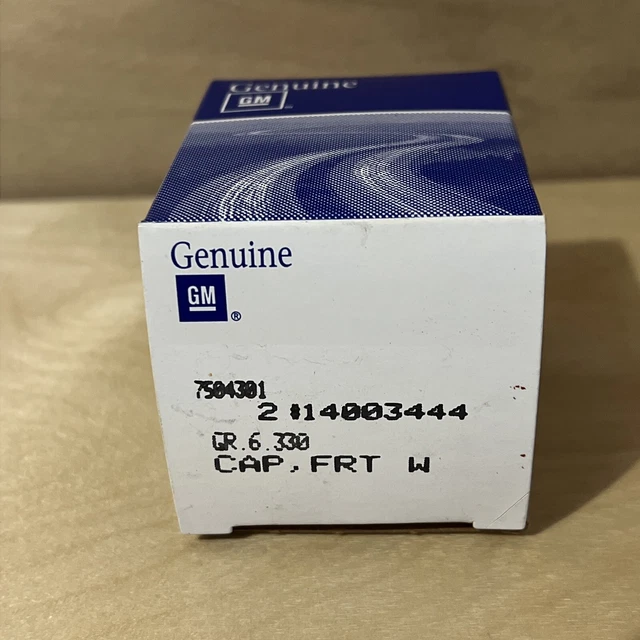 Genuine
GM
Genuine
GM ®
7504301
2 #14003444
GR.6.330
CAP, FRT W